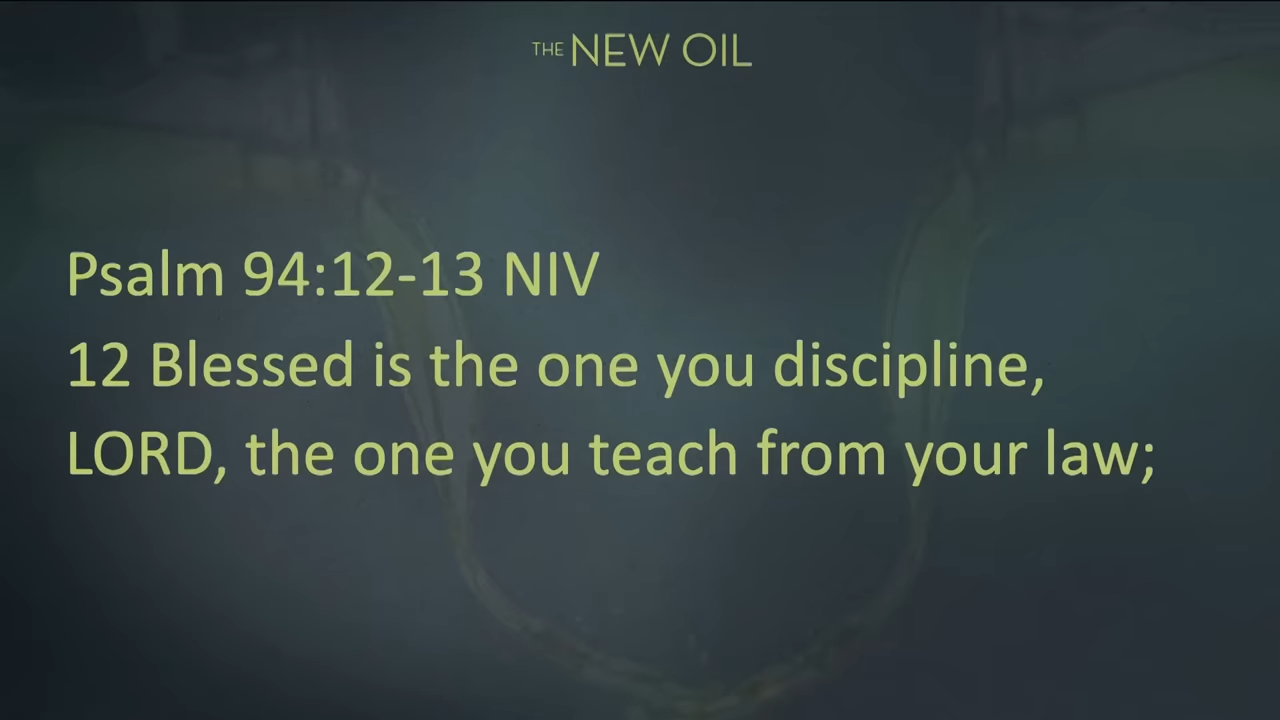 THE NEW OIL
Psalm 94:12-13 NIV
12 Blessed is the one you discipline,
LORD, the one you teach from your law;